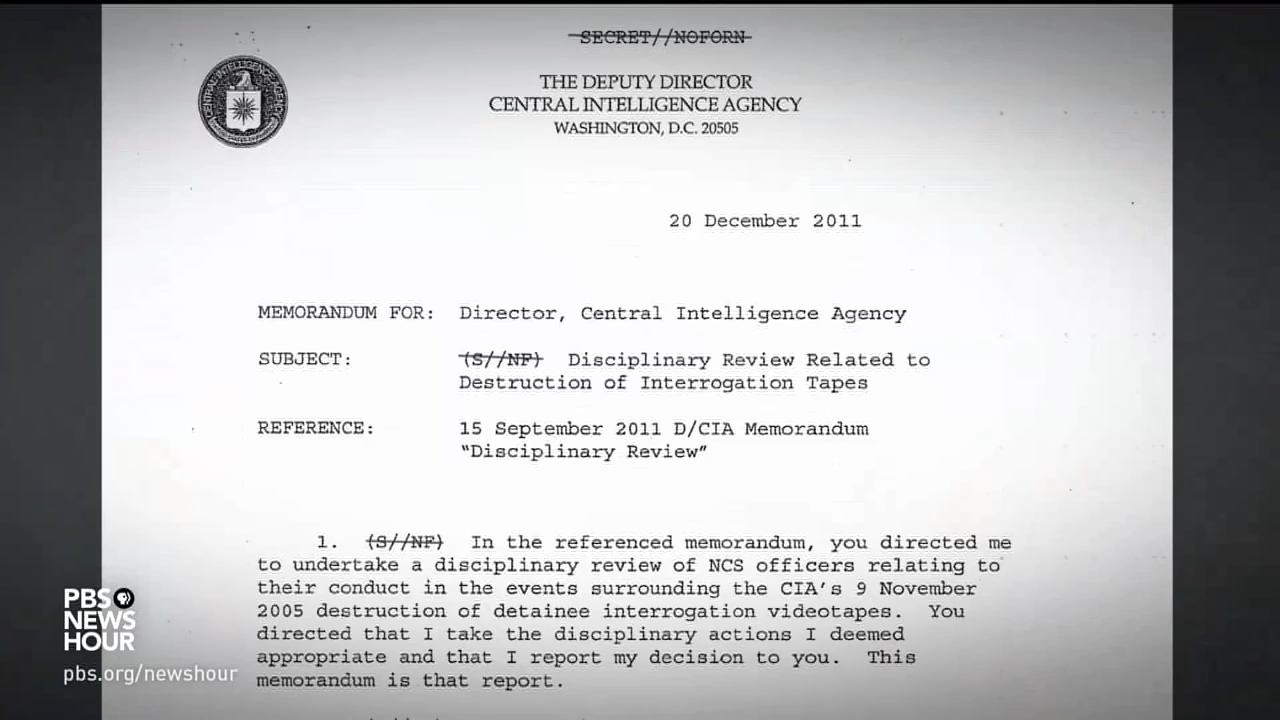 SECRET//NOFORN
THE DEPUTY DIRECTOR
CENTRAL INTELLIGENCE AGENCY
WASHINGTON, D.C. 20505
20 December 2011
MEMORANDUM FOR: Director, Central Intelligence Agency
SUBJECT: (S//NF) Disciplinary Review Related to
Destruction of Interrogation Tapes
REFERENCE: 15 September 2011 D/CIA Memorandum
“Disciplinary Review”
1. (S//NF) In the referenced memorandum, you directed me
to undertake a disciplinary review of NCS officers relating to
their conduct in the events surrounding the CIA’s 9 November
2005 destruction of detainee interrogation videotapes. You
directed that I take the disciplinary actions I deemed
appropriate and that I report my decision to you. This
memorandum is that report.
PBS
NEWS
HOUR
pbs.org/newshour